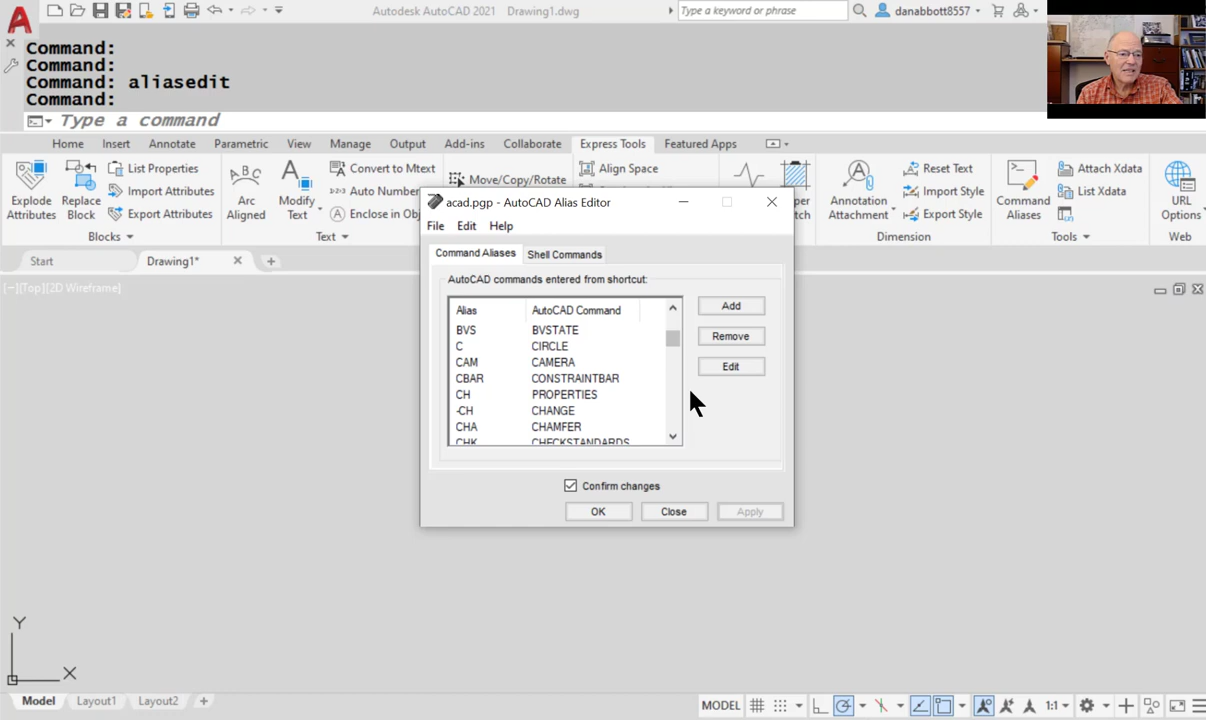 Autodesk AutoCAD 2021 Drawing1.dwg
Type a keyword or phrase
danabbott8557
Command:
Command:
Command: aliasedit
Command:
Type a command
Home Insert Annotate Parametric View Manage Output Add-ins Collaborate Express Tools Featured Apps
Explode Attributes
Replace Block
List Properties
Import Attributes
Export Attributes
Blocks
Arc Aligned
Modify Text
Convert to Mtext
Auto Number
Enclose in Obj
Text
Move/Copy/Rotate
Align Space
Annotation Attachment
Reset Text
Import Style
Export Style
Dimension
Command Aliases
Attach Xdata
List Xdata
Tools
URL Options
Web
Start
Drawing1*
[−][Top][2D Wireframe]
acad.pgp - AutoCAD Alias Editor
File Edit Help
Command Aliases Shell Commands
AutoCAD commands entered from shortcut:
Alias AutoCAD Command
BVS BVSTATE
C CIRCLE
CAM CAMERA
CBAR CONSTRAINTBAR
CH PROPERTIES
-CH CHANGE
CHA CHAMFER
CHK CHECKSTANDARDS
Add
Remove
Edit
Confirm changes
OK Close Apply
Y
X
Model Layout1 Layout2
MODEL
1:1